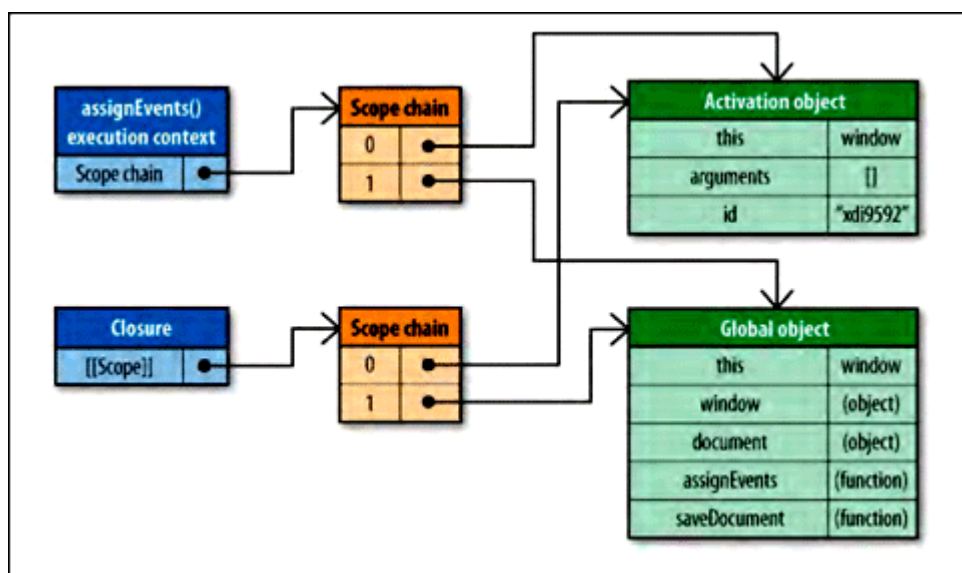 assignEvents()
execution context
Scope chain
Scope chain
0
1
Activation object
this window
arguments []
id "xdi9592"
Closure
[[Scope]]
Scope chain
0
1
Global object
this window
window (object)
document (object)
assignEvents (function)
saveDocument (function)